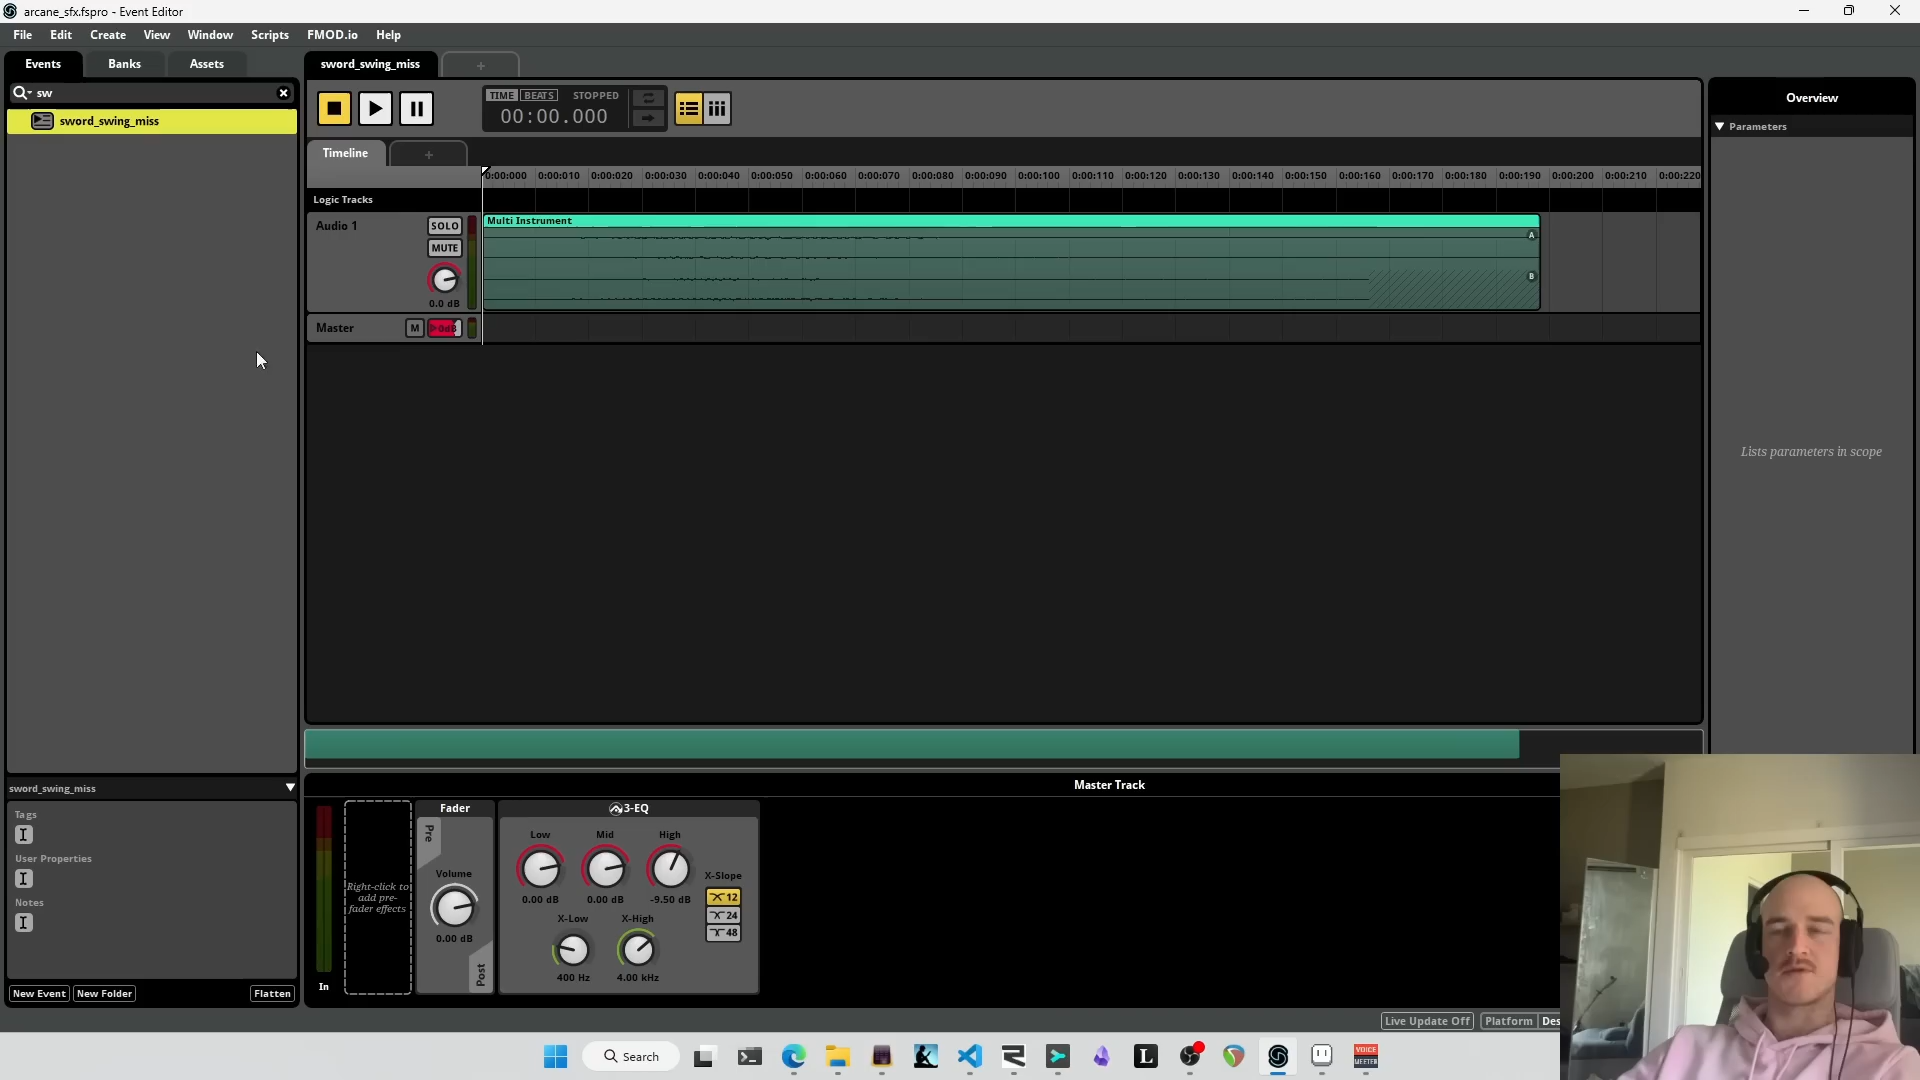 arcane_sfx.fspro - Event Editor
File Edit Create View Window Scripts FMOD.io Help
Events Banks Assets
sw
sword_swing_miss
sword_swing_miss
+
TIME BEATS STOPPED
00:00.000
Timeline
+
0:00:000 0:00:010 0:00:020 0:00:030 0:00:040 0:00:050 0:00:060 0:00:070 0:00:080 0:00:090 0:00:100 0:00:110 0:00:120 0:00:130 0:00:140 0:00:150 0:00:160 0:00:170 0:00:180 0:00:190 0:00:200 0:00:210 0:00:220
Logic Tracks
Audio 1
SOLO
MUTE
0.0 dB
Multi Instrument
A
B
Master M 0dB
Overview
Parameters
Lists parameters in scope
sword_swing_miss
Tags
User Properties
Notes
New Event New Folder Flatten
Master Track
In
Right-click to
add pre-
fader effects
Fader
Pre
Volume
0.00 dB
Post
3-EQ
Low Mid High
0.00 dB 0.00 dB -9.50 dB
X-Low X-High
400 Hz 4.00 kHz
X-Slope
12
24
48
Live Update Off Platform Des
Search
L
VOICE
MEETER